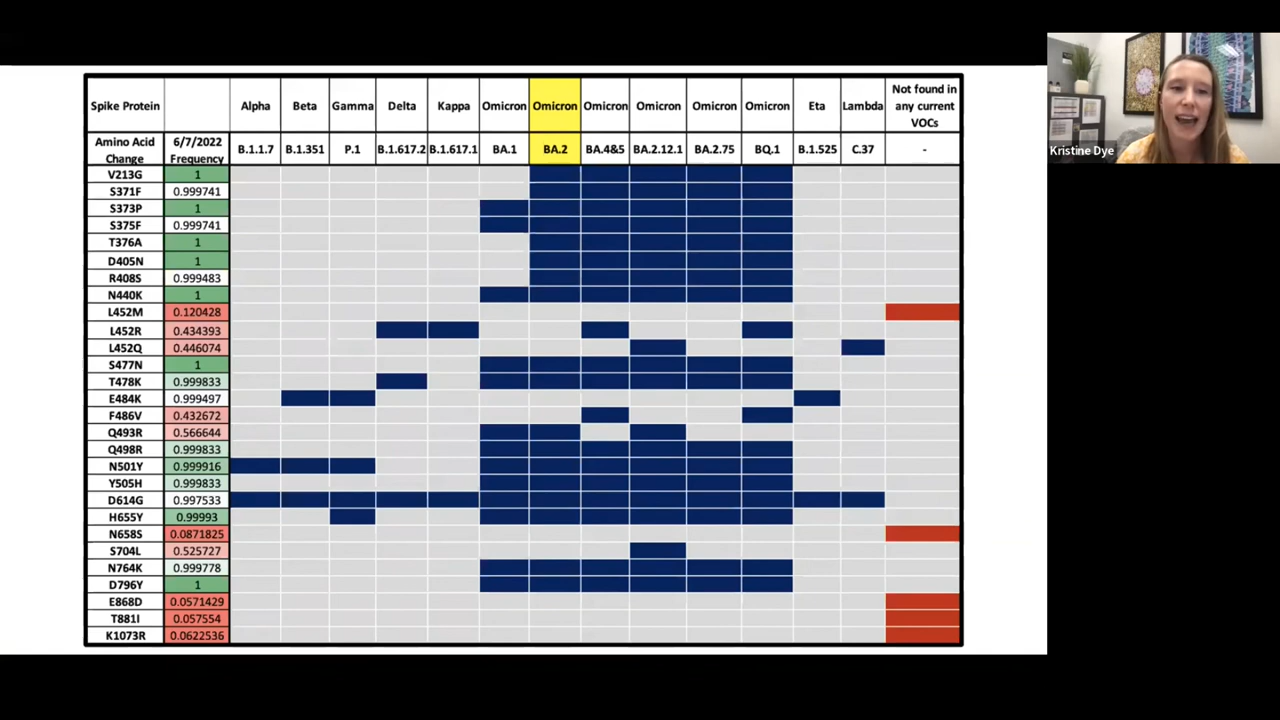 Spike Protein Alpha Beta Gamma Delta Kappa Omicron Omicron Omicron Omicron Omicron Omicron Eta Lambda Not found in any current VOCs
Amino Acid Change 6/7/2022 Frequency B.1.1.7 B.1.351 P.1 B.1.617.2 B.1.617.1 BA.1 BA.2 BA.4&5 BA.2.12.1 BA.2.75 BQ.1 B.1.525 C.37 -
V213G 1
S371F 0.999741
S373P 1
S375F 0.999741
T376A 1
D405N 1
R408S 0.999483
N440K 1
L452M 0.120428
L452R 0.434393
L452Q 0.446074
S477N 1
T478K 0.999833
E484K 0.999497
F486V 0.432672
Q493R 0.566644
Q498R 0.999833
N501Y 0.999916
Y505H 0.999833
D614G 0.997533
H655Y 0.99993
N658S 0.0871825
S704L 0.525727
N764K 0.999778
D796Y 1
E868D 0.0571429
T881I 0.057554
K1073R 0.0622536
Kristine Dye